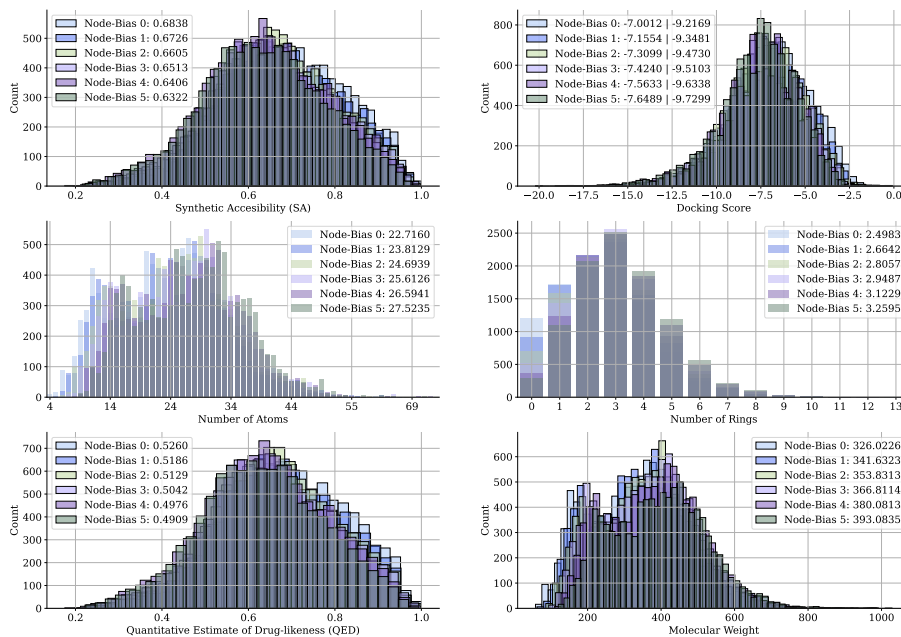 Node-Bias 0: 0.6838
Node-Bias 1: 0.6726
Node-Bias 2: 0.6605
Node-Bias 3: 0.6513
Node-Bias 4: 0.6406
Node-Bias 5: 0.6322
Count
500
400
300
200
100
0
0.2 0.4 0.6 0.8 1.0
Synthetic Accesibility (SA)
Node-Bias 0: -7.0012 | -9.2169
Node-Bias 1: -7.1554 | -9.3481
Node-Bias 2: -7.3099 | -9.4730
Node-Bias 3: -7.4240 | -9.5103
Node-Bias 4: -7.5633 | -9.6338
Node-Bias 5: -7.6489 | -9.7299
Count
800
600
400
200
0
−20.0 −17.5 −15.0 −12.5 −10.0 −7.5 −5.0 −2.5 0.0
Docking Score
Node-Bias 0: 22.7160
Node-Bias 1: 23.8129
Node-Bias 2: 24.6939
Node-Bias 3: 25.6126
Node-Bias 4: 26.5941
Node-Bias 5: 27.5235
500
400
300
200
100
0
4 14 24 34 44 55 69
Number of Atoms
Node-Bias 0: 2.4983
Node-Bias 1: 2.6642
Node-Bias 2: 2.8057
Node-Bias 3: 2.9487
Node-Bias 4: 3.1229
Node-Bias 5: 3.2595
2500
2000
1500
1000
500
0
0 1 2 3 4 5 6 7 8 9 10 11 12 13
Number of Rings
Node-Bias 0: 0.5260
Node-Bias 1: 0.5186
Node-Bias 2: 0.5129
Node-Bias 3: 0.5042
Node-Bias 4: 0.4976
Node-Bias 5: 0.4909
Count
700
600
500
400
300
200
100
0
0.2 0.4 0.6 0.8 1.0
Quantitative Estimate of Drug-likeness (QED)
Node-Bias 0: 326.0226
Node-Bias 1: 341.6323
Node-Bias 2: 353.8313
Node-Bias 3: 366.8114
Node-Bias 4: 380.0813
Node-Bias 5: 393.0835
Count
600
500
400
300
200
100
0
200 400 600 800 1000
Molecular Weight